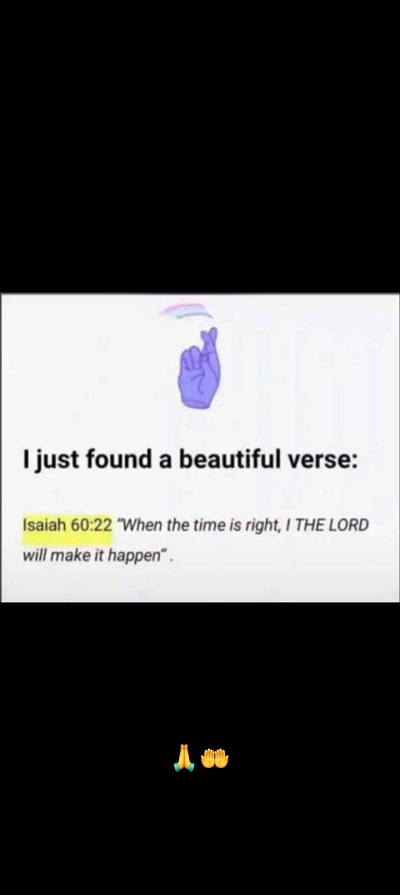 I just found a beautiful verse:
Isaiah 60:22 "When the time is right, I THE LORD
will make it happen" .
🙏 🤲